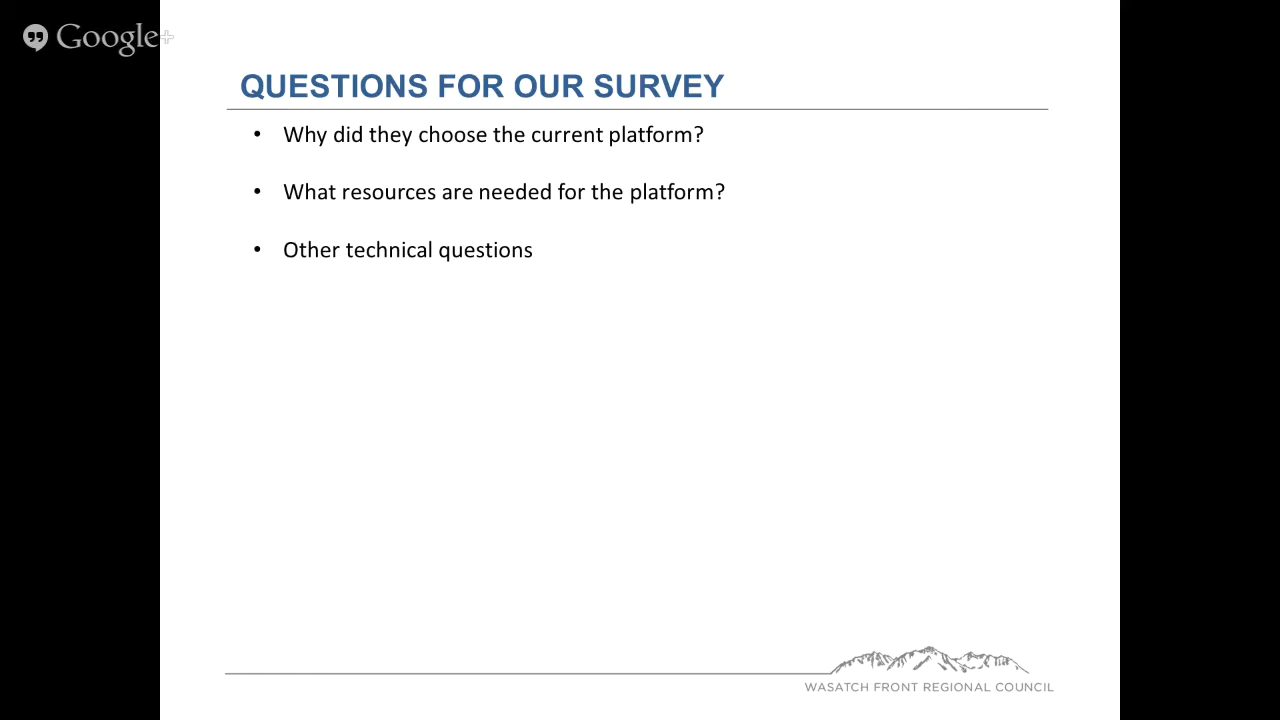 Google+
QUESTIONS FOR OUR SURVEY
• Why did they choose the current platform?
• What resources are needed for the platform?
• Other technical questions
WASATCH FRONT REGIONAL COUNCIL